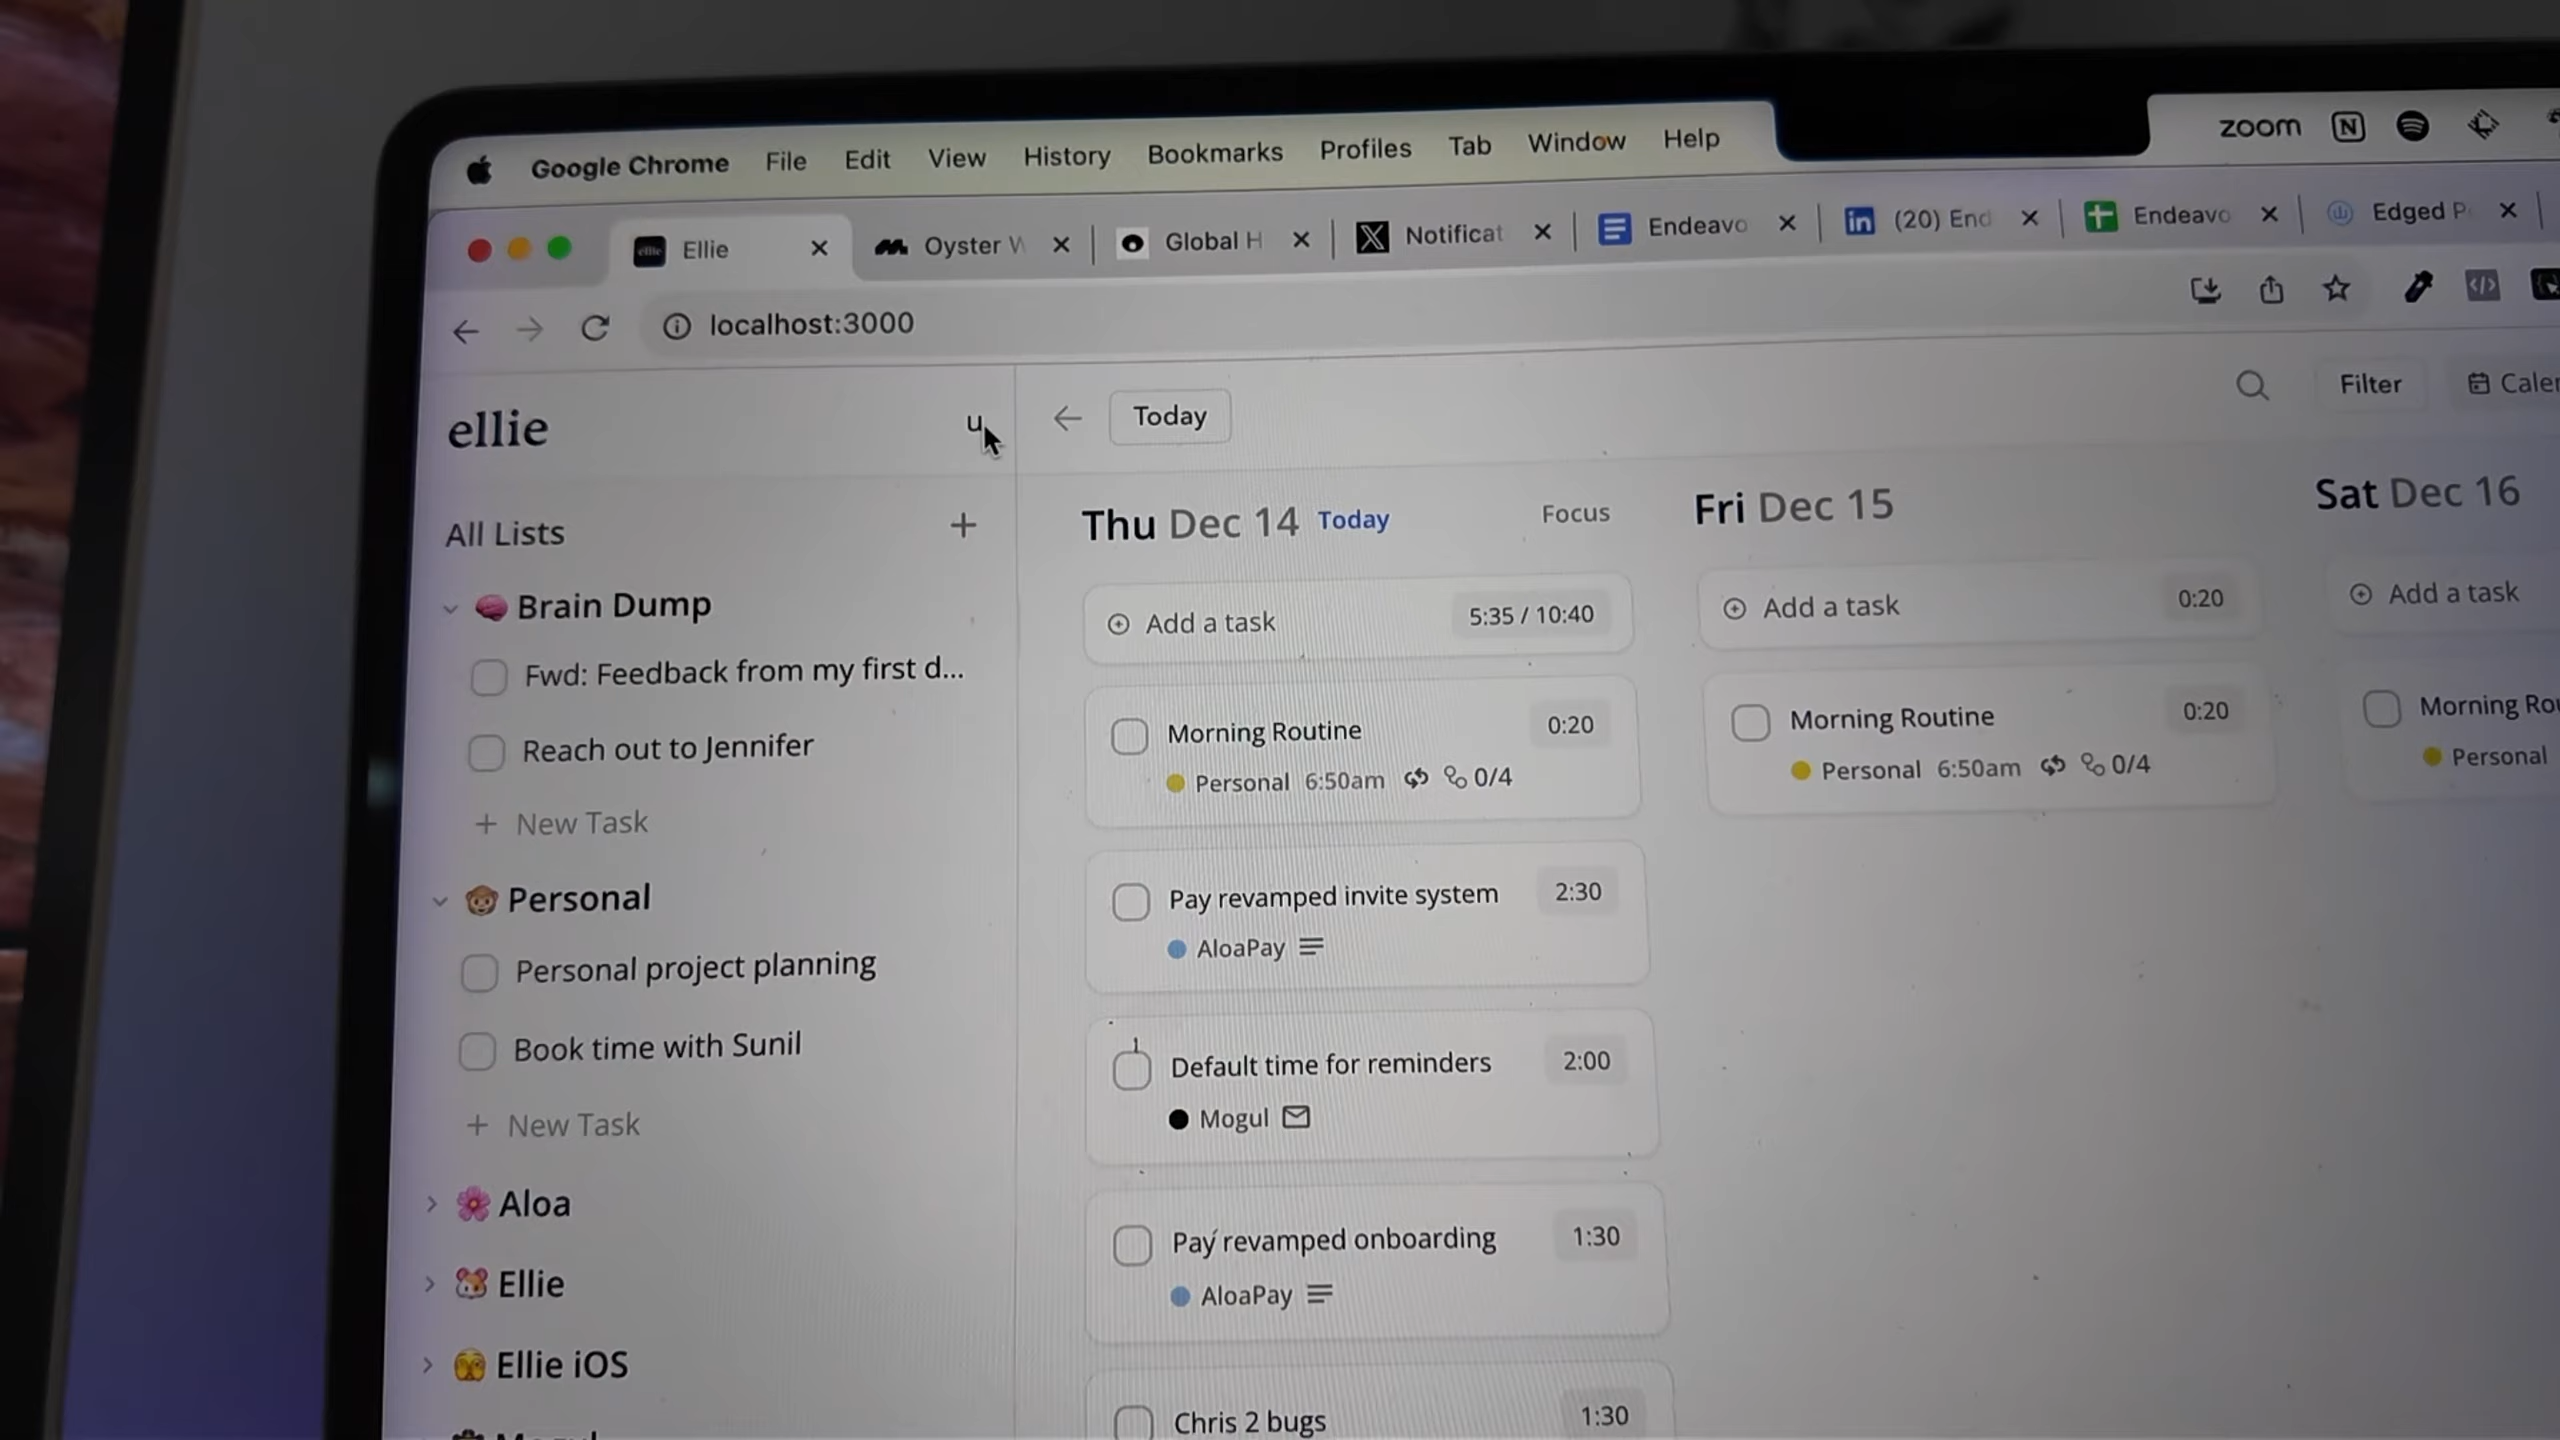 Google Chrome File Edit View History Bookmarks Profiles Tab Window Help zoom
Ellie Oyster W Global H Notificat Endeavo (20) End Endeavo Edged P
localhost:3000
ellie u
Today Filter Caler
All Lists +
Brain Dump
Fwd: Feedback from my first d...
Reach out to Jennifer
+ New Task
Personal
Personal project planning
Book time with Sunil
+ New Task
Aloa
Ellie
Ellie iOS
Thu Dec 14 Today Focus
Add a task 5:35 / 10:40
Morning Routine 0:20
Personal 6:50am 0/4
Pay revamped invite system 2:30
AloaPay
Default time for reminders 2:00
Mogul
Pay revamped onboarding 1:30
AloaPay
Chris 2 bugs 1:30
Fri Dec 15
Add a task 0:20
Morning Routine 0:20
Personal 6:50am 0/4
Sat Dec 16
Add a task
Morning Rou
Personal